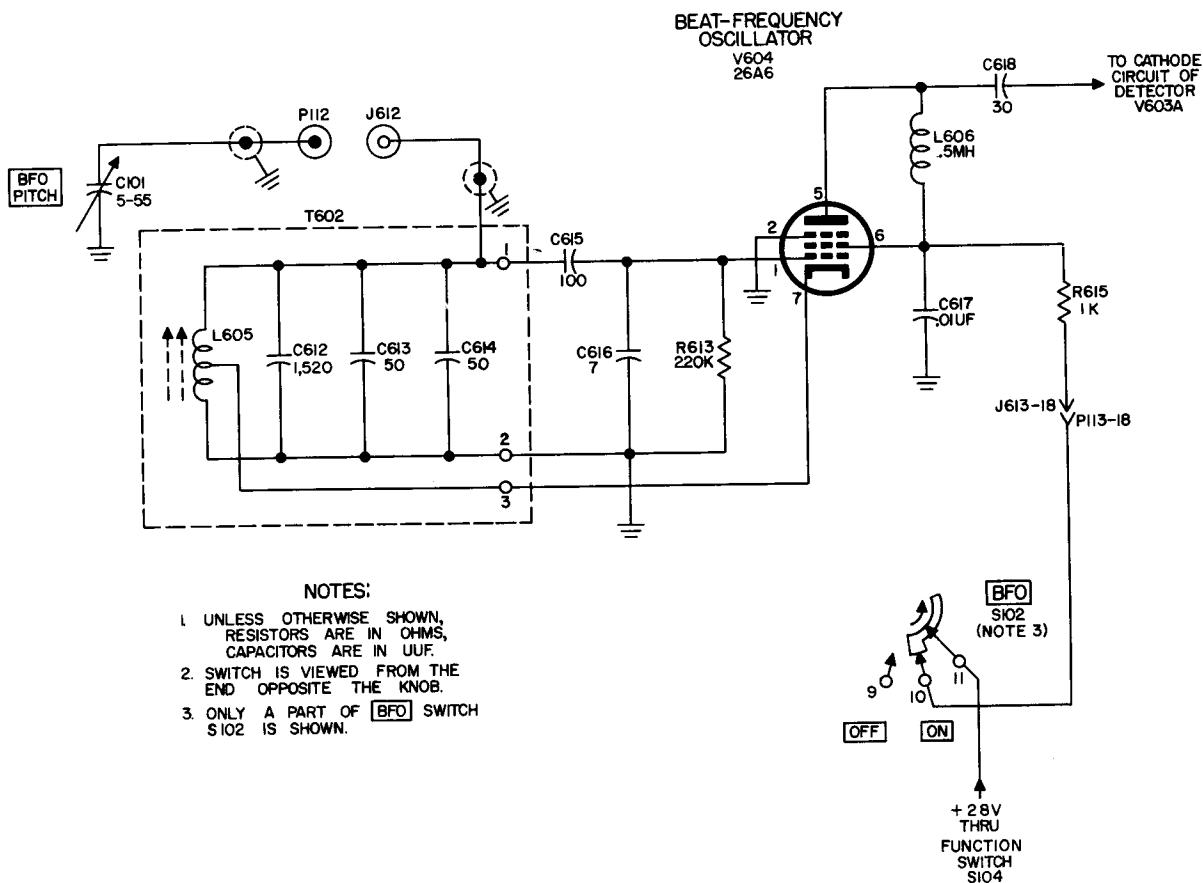 BEAT-FREQUENCY
OSCILLATOR
V604
26A6
C618
30
TO CATHODE
CIRCUIT OF
DETECTOR
V603A
P112
J612
L606
.5MH
BFO
PITCH
C101
5-55
T602
5
2
6
1
7
1
C615
100
C617
.01UF
R615
1K
L605
C612
1,520
C613
50
C614
50
C616
7
R613
220K
J613-18
P113-18
2
3
NOTES:
1. UNLESS OTHERWISE SHOWN,
RESISTORS ARE IN OHMS,
CAPACITORS ARE IN UUF.
2. SWITCH IS VIEWED FROM THE
END OPPOSITE THE KNOB.
3. ONLY A PART OF BFO SWITCH
S102 IS SHOWN.
BFO
S102
(NOTE 3)
9
10
11
OFF
ON
+28V
THRU
FUNCTION
SWITCH
S104